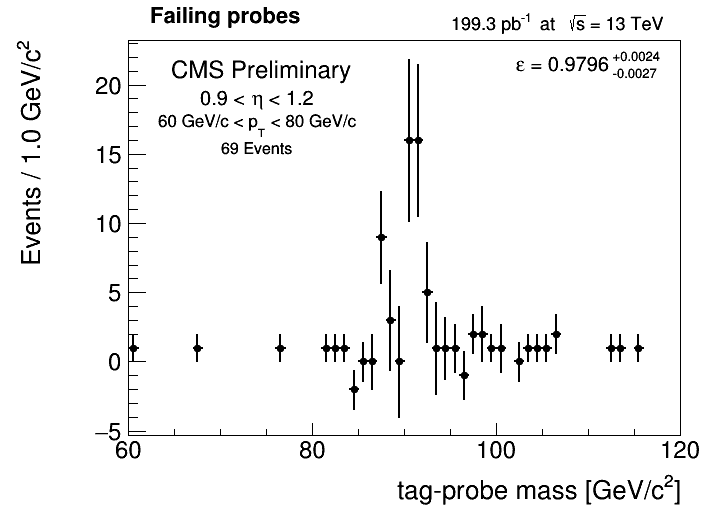 Failing probes
199.3 pb⁻¹ at √s = 13 TeV
CMS Preliminary
0.9 < η < 1.2
60 GeV/c < p_T < 80 GeV/c
69 Events
ε = 0.9796 +0.0024 -0.0027
Events / 1.0 GeV/c²
20
15
10
5
0
−5
60 80 100 120
tag-probe mass [GeV/c²]